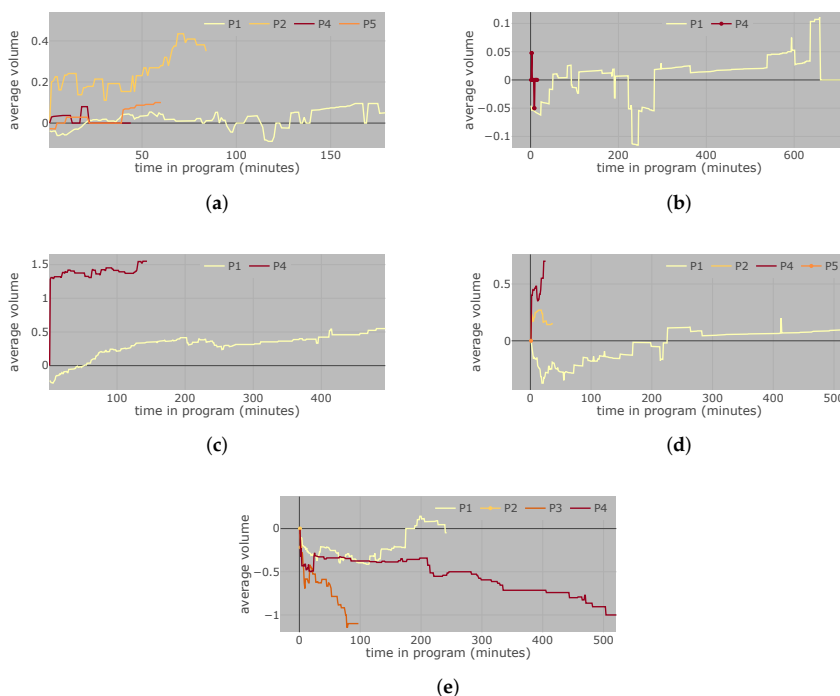 P1 P2 P4 P5
average volume
0.4
0.2
0
50 100 150
time in program (minutes)
(a)
P1 P4
average volume
0.1
0.05
0
−0.05
−0.1
0 200 400 600
time in program (minutes)
(b)
P1 P4
average volume
1.5
1
0.5
0
100 200 300 400
time in program (minutes)
(c)
P1 P2 P4 P5
average volume
0.5
0
0 100 200 300 400 500
time in program (minutes)
(d)
P1 P2 P3 P4
average volume
0
−0.5
−1
0 100 200 300 400 500
time in program (minutes)
(e)